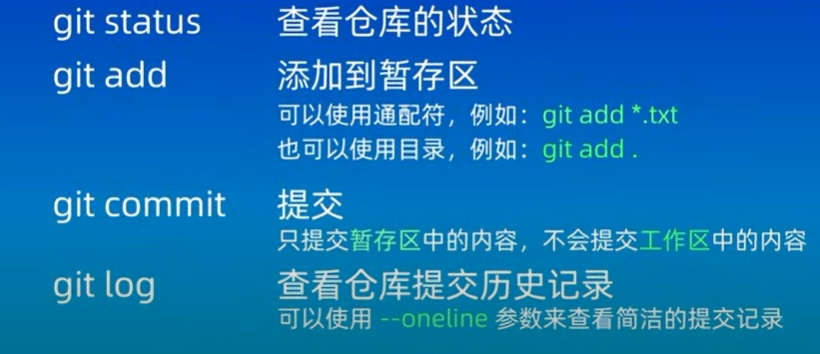 git status 查看仓库的状态
git add 添加到暂存区
可以使用通配符，例如：git add *.txt
也可以使用目录，例如：git add .
git commit 提交
只提交暂存区中的内容，不会提交工作区中的内容
git log 查看仓库提交历史记录
可以使用 --oneline 参数来查看简洁的提交记录